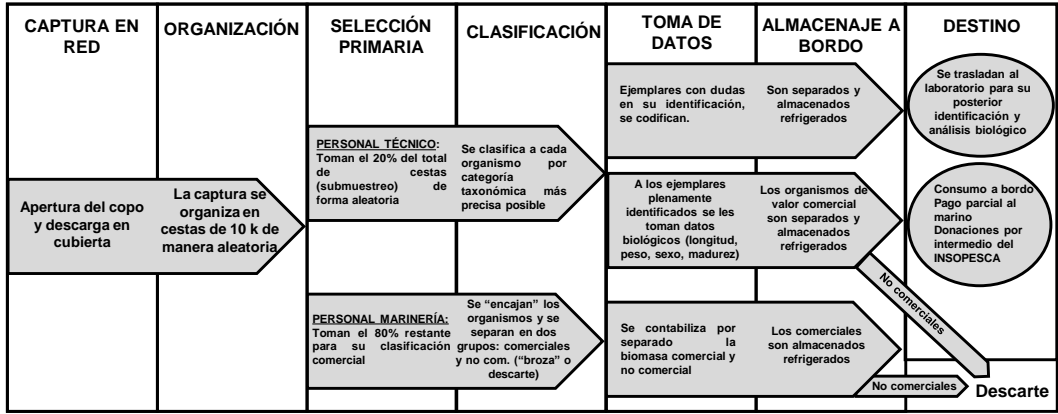 CAPTURA EN
RED
ORGANIZACIÓN
SELECCIÓN
PRIMARIA
CLASIFICACIÓN
TOMA DE
DATOS
ALMACENAJE A
BORDO
DESTINO
Apertura del copo
y descarga en
cubierta
La captura se
organiza en
cestas de 10 k de
manera aleatoria
PERSONAL TÉCNICO:
Toman el 20% del total
de cestas
(submuestreo) de
forma aleatoria
Se clasifica a cada
organismo por
categoría
taxonómica más
precisa posible
Ejemplares con dudas
en su identificación,
se codifican.
Son separados y
almacenados
refrigerados
Se trasladan al
laboratorio para su
posterior
identificación y
análisis biológico
A los ejemplares
plenamente
identificados se les
toman datos
biológicos (longitud,
peso, sexo, madurez)
Los organismos de
valor comercial
son separados y
almacenados
refrigerados
Consumo a bordo
Pago parcial al
marino
Donaciones por
intermedio del
INSOPESCA
No comerciales
PERSONAL MARINERÍA:
Toman el 80% restante
para su clasificación
comercial
Se “encajan” los
organismos y se
separan en dos
grupos: comerciales
y no com. (“broza” o
descarte)
Se contabiliza por
separado la
biomasa comercial y
no comercial
Los comerciales
son almacenados
refrigerados
No comerciales
Descarte